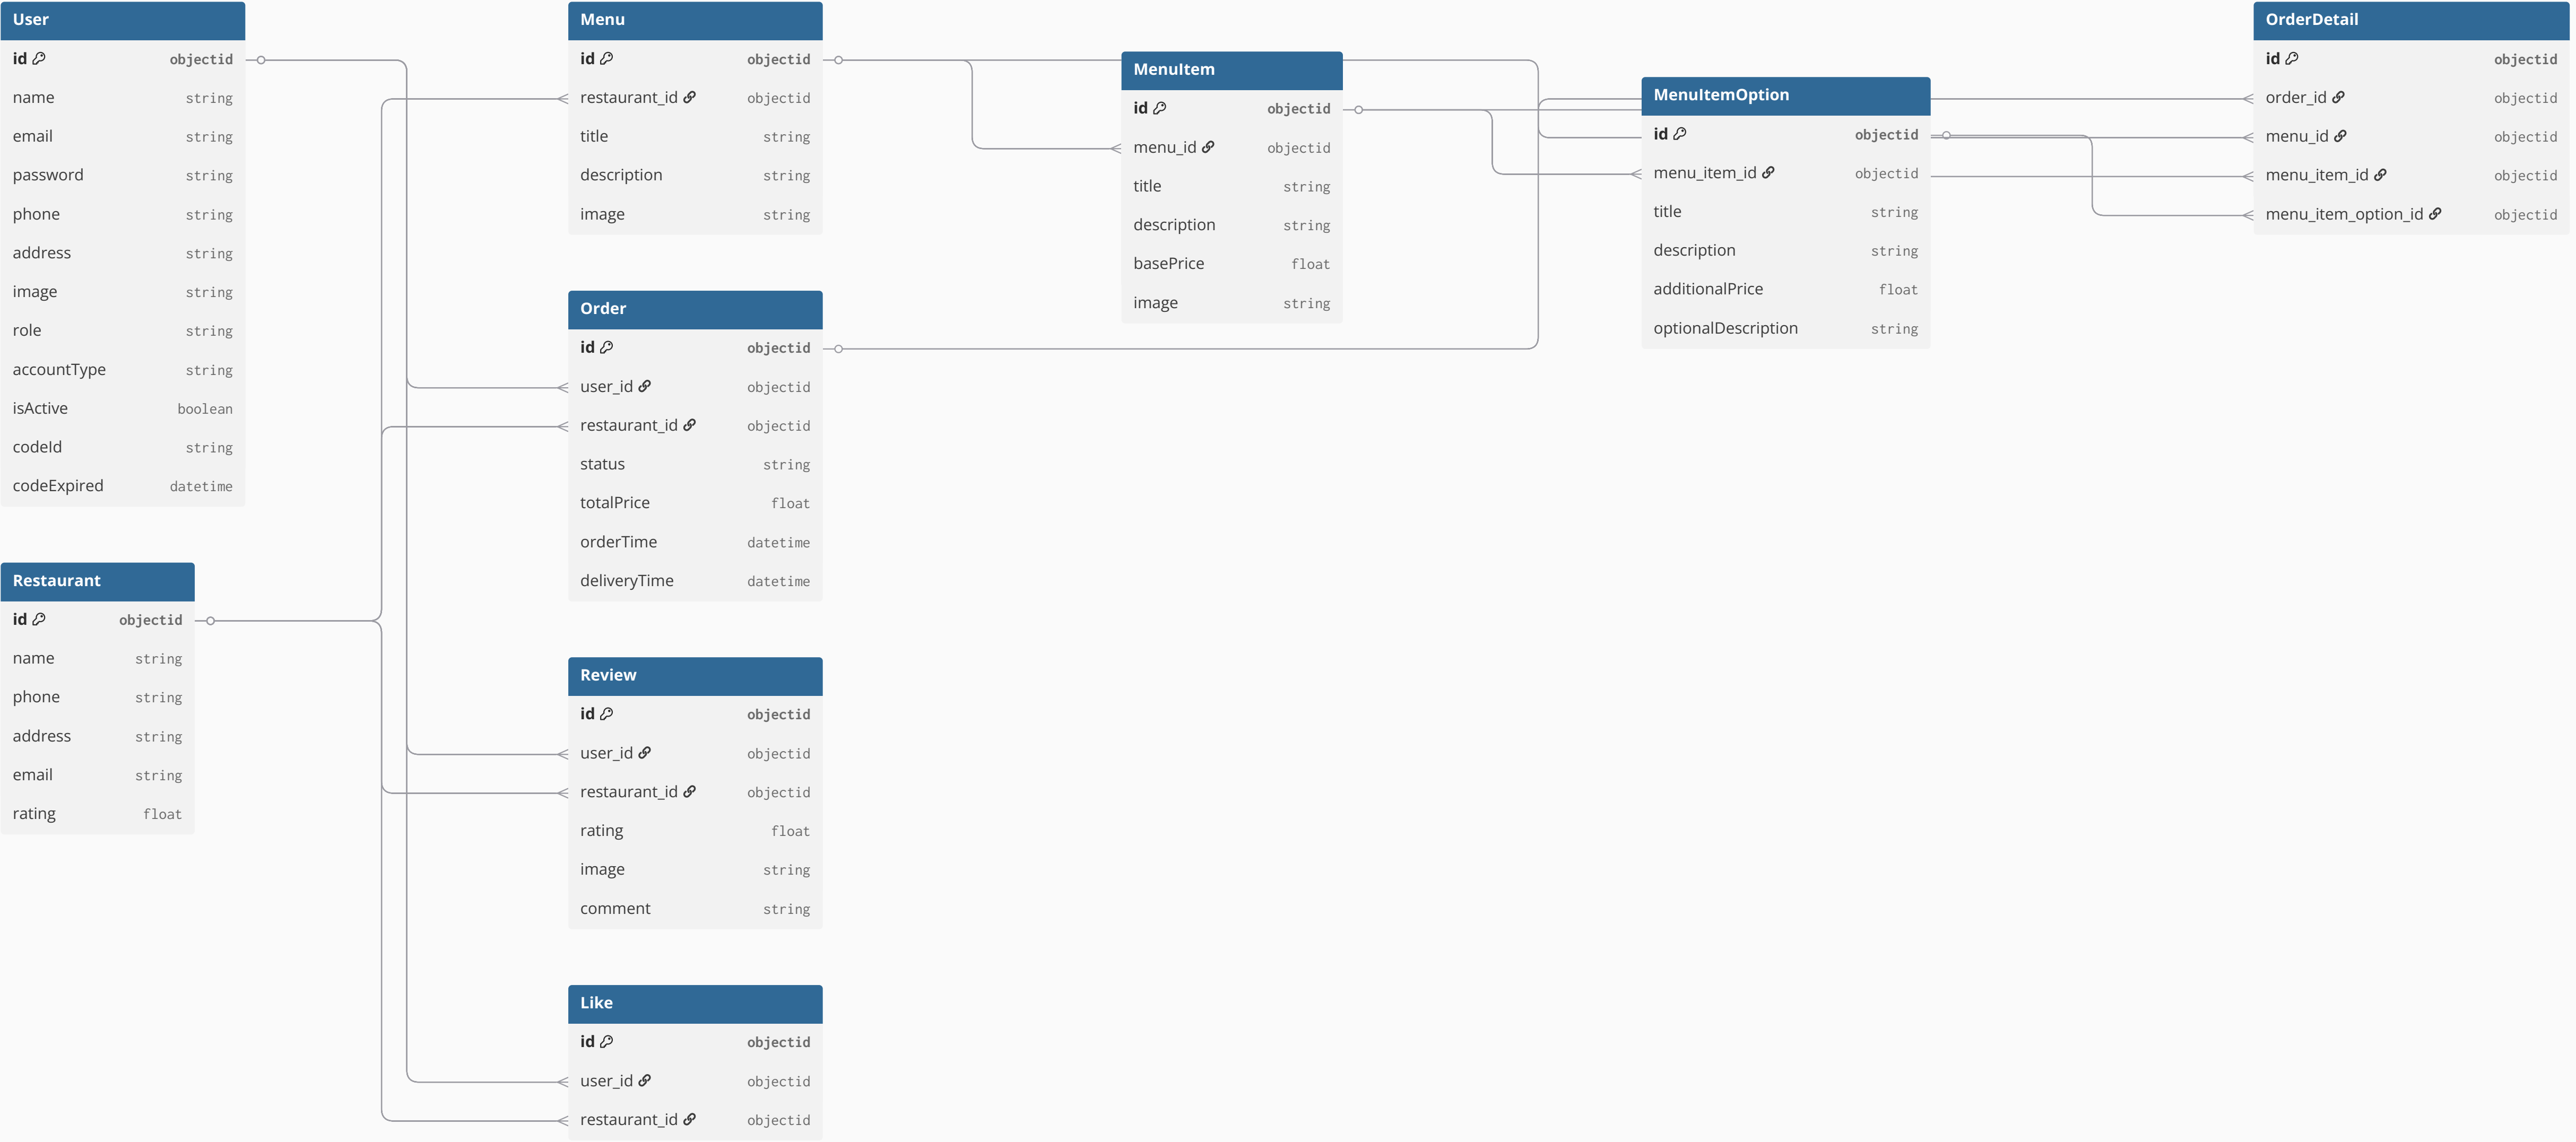 User
id objectid
name string
email string
password string
phone string
address string
image string
role string
accountType string
isActive boolean
codeId string
codeExpired datetime
Restaurant
id objectid
name string
phone string
address string
email string
rating float
Menu
id objectid
restaurant_id objectid
title string
description string
image string
Order
id objectid
user_id objectid
restaurant_id objectid
status string
totalPrice float
orderTime datetime
deliveryTime datetime
Review
id objectid
user_id objectid
restaurant_id objectid
rating float
image string
comment string
Like
id objectid
user_id objectid
restaurant_id objectid
MenuItem
id objectid
menu_id objectid
title string
description string
basePrice float
image string
MenuItemOption
id objectid
menu_item_id objectid
title string
description string
additionalPrice float
optionalDescription string
OrderDetail
id objectid
order_id objectid
menu_id objectid
menu_item_id objectid
menu_item_option_id objectid